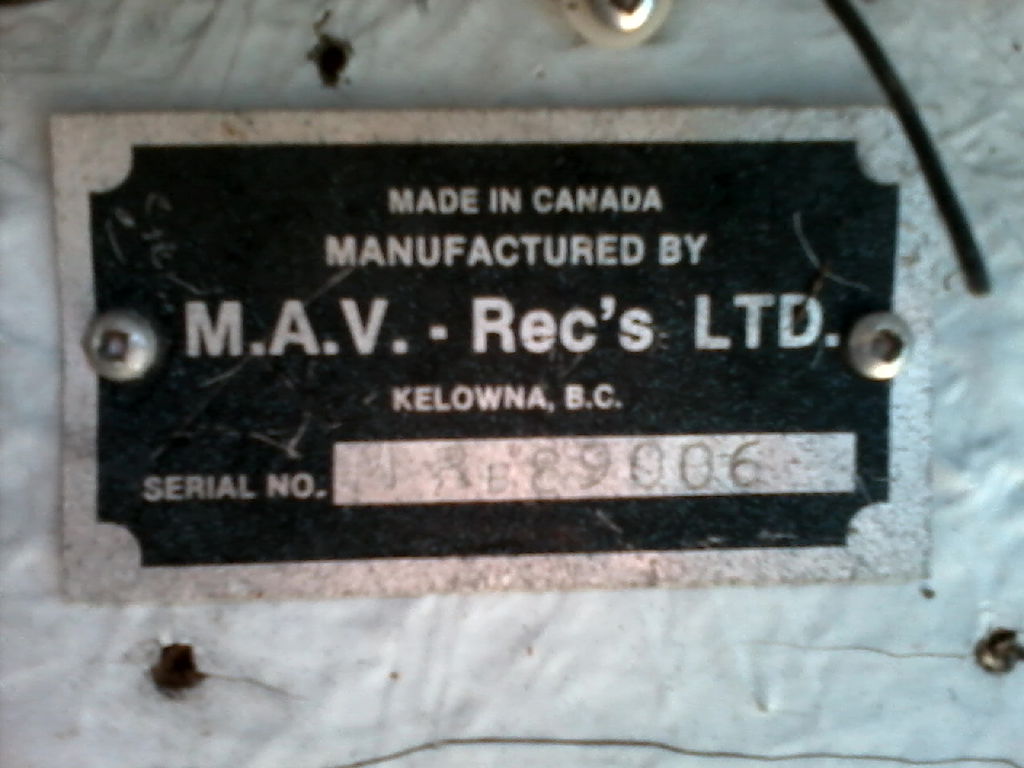 MADE IN CANADA
MANUFACTURED BY
M.A.V. - Rec's LTD.
KELOWNA, B.C.
SERIAL NO.